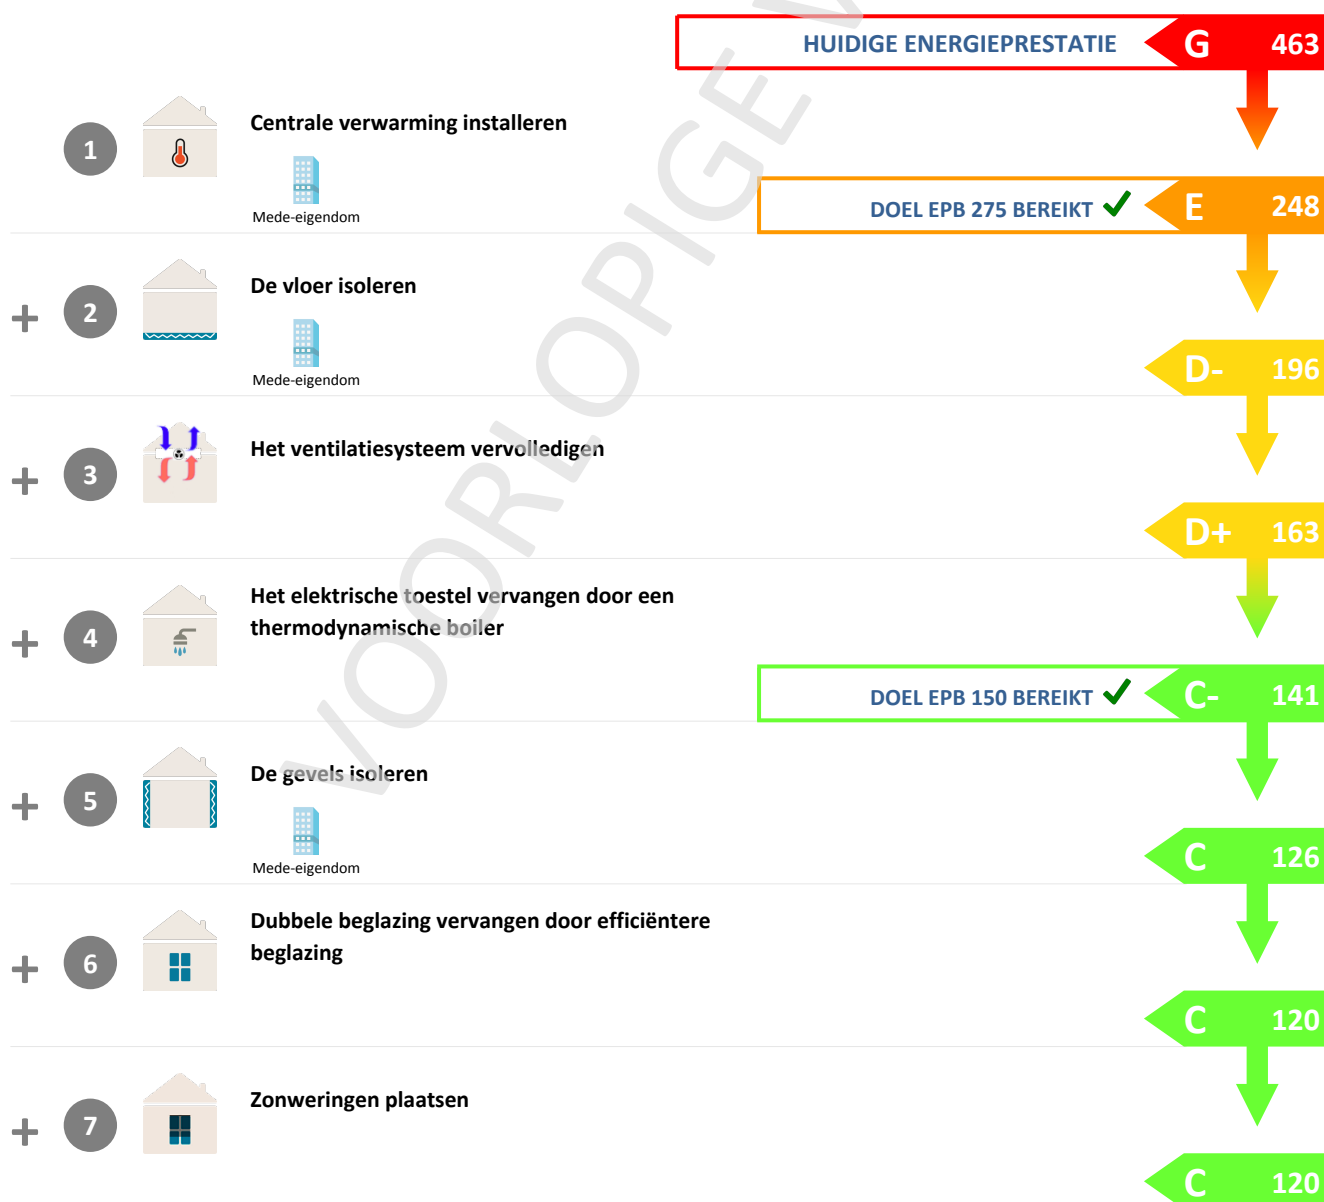 HUIDIGE ENERGIEPRESTATIE G 463
1 Centrale verwarming installeren
Mede-eigendom
DOEL EPB 275 BEREIKT E 248
+ 2 De vloer isoleren
Mede-eigendom
D- 196
+ 3 Het ventilatiesysteem vervolledigen
D+ 163
+ 4 Het elektrische toestel vervangen door een
thermodynamische boiler
DOEL EPB 150 BEREIKT C- 141
+ 5 De gevels isoleren
Mede-eigendom
C 126
+ 6 Dubbele beglazing vervangen door efficiëntere
beglazing
C 120
+ 7 Zonweringen plaatsen
C 120
VOORLOPIGE